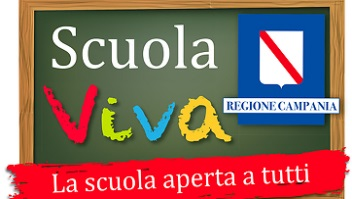 Scuola
Viva
REGIONE CAMPANIA
La scuola aperta a tutti